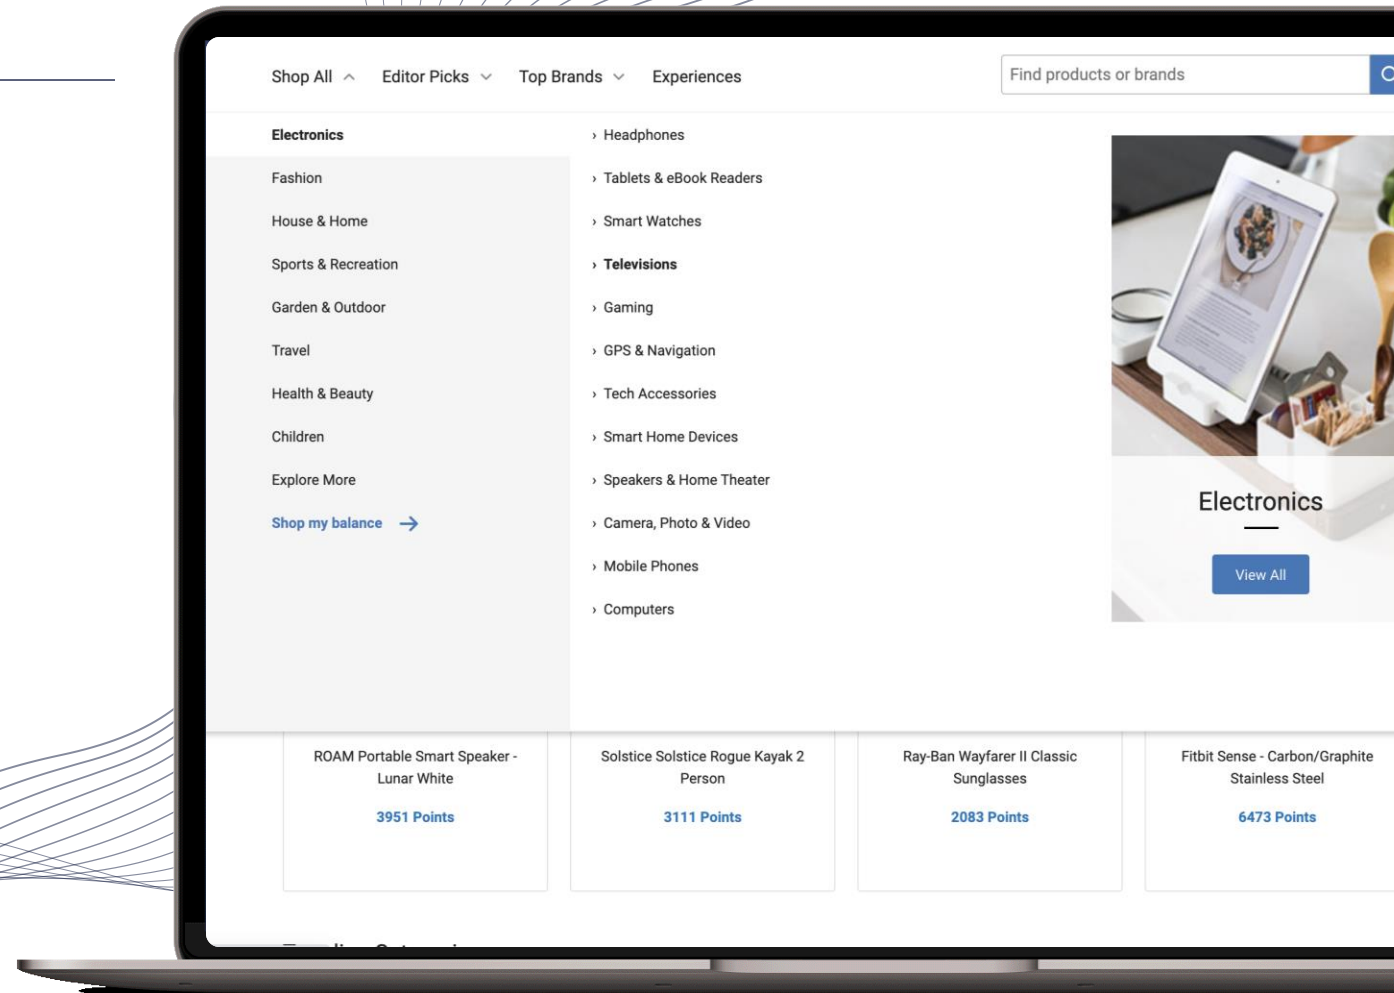 Shop All
Editor Picks
Top Brands
Experiences
Find products or brands
Electronics
Fashion
House & Home
Sports & Recreation
Garden & Outdoor
Travel
Health & Beauty
Children
Explore More
Shop my balance
› Headphones
› Tablets & eBook Readers
› Smart Watches
› Televisions
› Gaming
› GPS & Navigation
› Tech Accessories
› Smart Home Devices
› Speakers & Home Theater
› Camera, Photo & Video
› Mobile Phones
› Computers
Electronics
View All
ROAM Portable Smart Speaker -
Lunar White
3951 Points
Solstice Solstice Rogue Kayak 2
Person
3111 Points
Ray-Ban Wayfarer II Classic
Sunglasses
2083 Points
Fitbit Sense - Carbon/Graphite
Stainless Steel
6473 Points